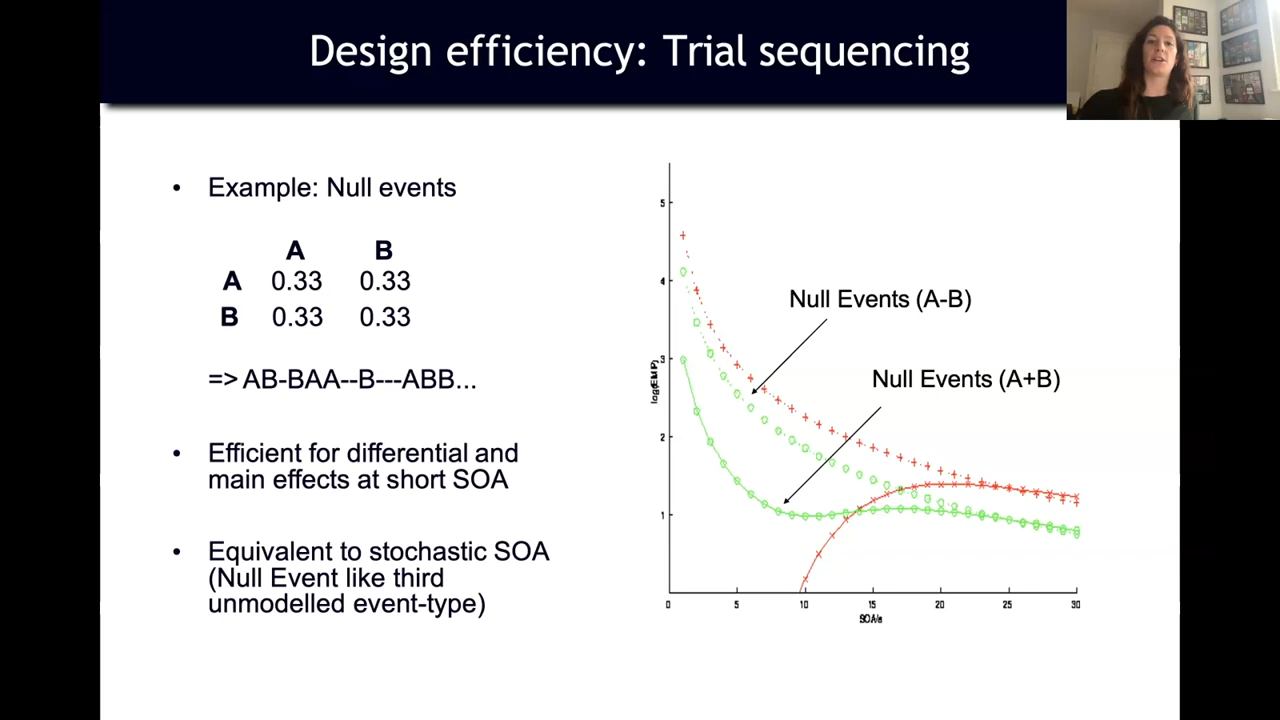 Design efficiency: Trial sequencing
• Example: Null events
A B
A 0.33 0.33
B 0.33 0.33
=> AB-BAA--B---ABB...
• Efficient for differential and
main effects at short SOA
• Equivalent to stochastic SOA
(Null Event like third
unmodelled event-type)
Null Events (A-B)
Null Events (A+B)
log(EMP)
5
4
3
2
1
0 5 10 15 20 25 30
SOA/s